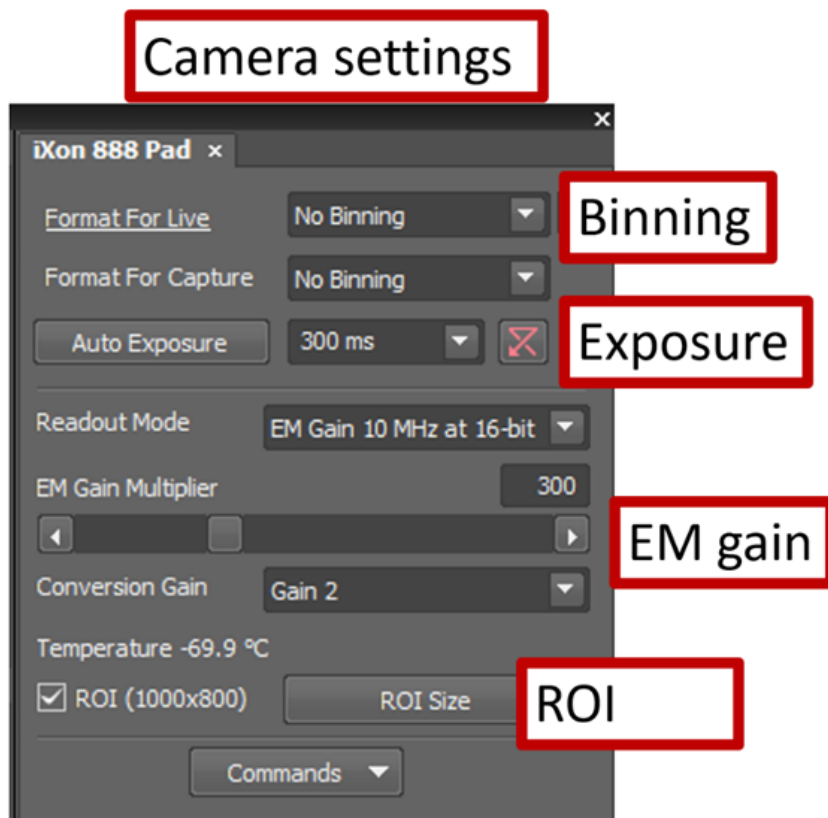 Camera settings
×
iXon 888 Pad ×
Format For Live No Binning Binning
Format For Capture No Binning
Auto Exposure 300 ms Exposure
Readout Mode EM Gain 10 MHz at 16-bit
EM Gain Multiplier 300
EM gain
Conversion Gain Gain 2
Temperature -69.9 °C
ROI (1000x800) ROI Size ROI
Commands